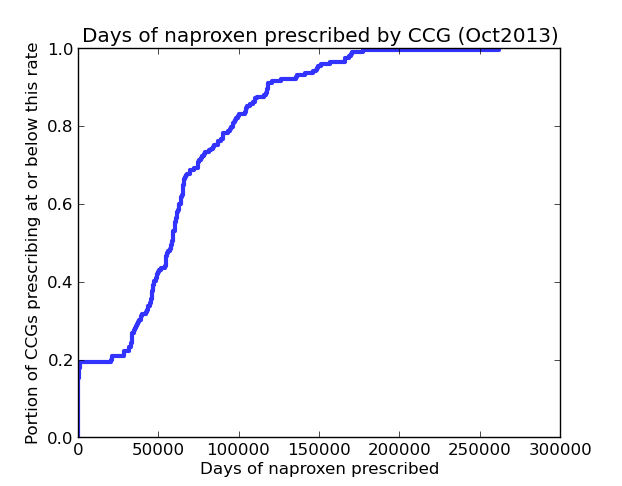 Days of naproxen prescribed by CCG (Oct2013)
Portion of CCGs prescribing at or below this rate
1.0
0.8
0.6
0.4
0.2
0.0
0 50000 100000 150000 200000 250000 300000
Days of naproxen prescribed